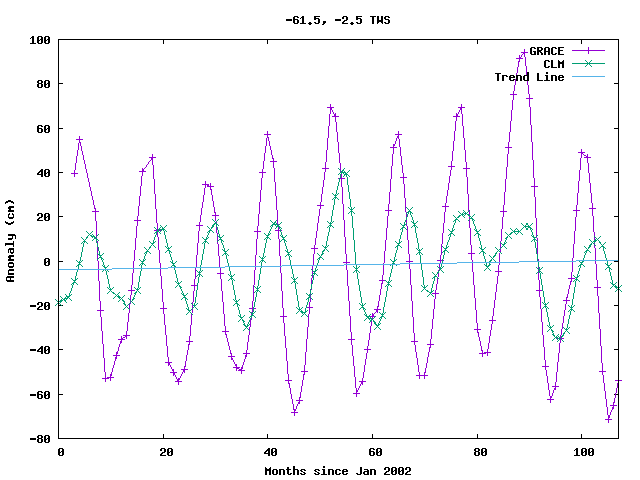 -61.5, -2.5 TWS
GRACE
CLM
Trend Line
100
80
60
40
20
0
-20
-40
-60
-80
Anomaly (cm)
0 20 40 60 80 100
Months since Jan 2002